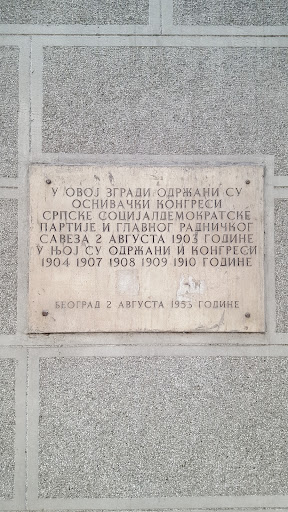 У ОВОЈ ЗГРАДИ ОДРЖАНИ СУ
ОСНИВАЧКИ КОНГРЕСИ
СРПСКЕ СОЦИЈАЛДЕМОКРАТСКЕ
ПАРТИЈЕ И ГЛАВНОГ РАДНИЧКОГ
САВЕЗА 2 АВГУСТА 1903 ГОДИНЕ
У ЊОЈ СУ ОДРЖАНИ И КОНГРЕСИ
1904 1907 1908 1909 1910 ГОДИНЕ
БЕОГРАД 2 АВГУСТА 1953 ГОДИНЕ